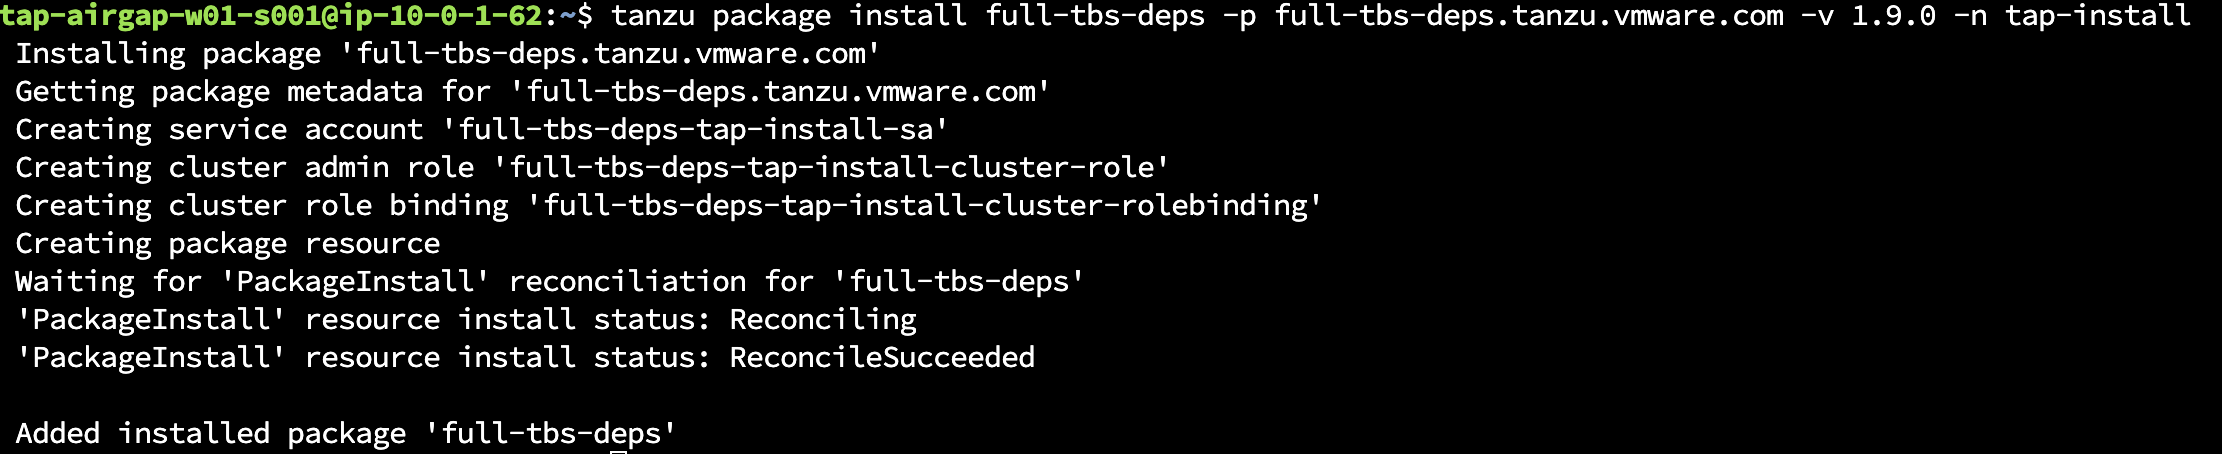 tap-airgap-w01-s001@ip-10-0-1-62:~$ tanzu package install full-tbs-deps -p full-tbs-deps.tanzu.vmware.com -v 1.9.0 -n tap-install
Installing package 'full-tbs-deps.tanzu.vmware.com'
Getting package metadata for 'full-tbs-deps.tanzu.vmware.com'
Creating service account 'full-tbs-deps-tap-install-sa'
Creating cluster admin role 'full-tbs-deps-tap-install-cluster-role'
Creating cluster role binding 'full-tbs-deps-tap-install-cluster-rolebinding'
Creating package resource
Waiting for 'PackageInstall' reconciliation for 'full-tbs-deps'
'PackageInstall' resource install status: Reconciling
'PackageInstall' resource install status: ReconcileSucceeded
Added installed package 'full-tbs-deps'